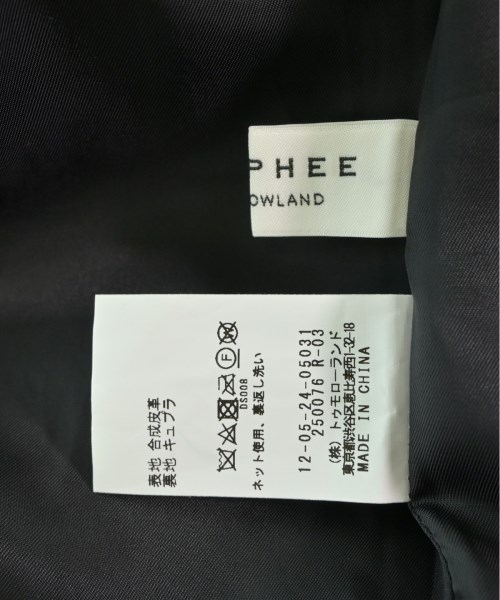 PHEE
OWLAND
表地 合成皮革
裏地 キュプラ
DS008
ネット使用、裏返し洗い
12-05-24-05031
250076 R-03
(株) トゥモローランド
東京都渋谷区恵比寿西1-32-18
MADE IN CHINA